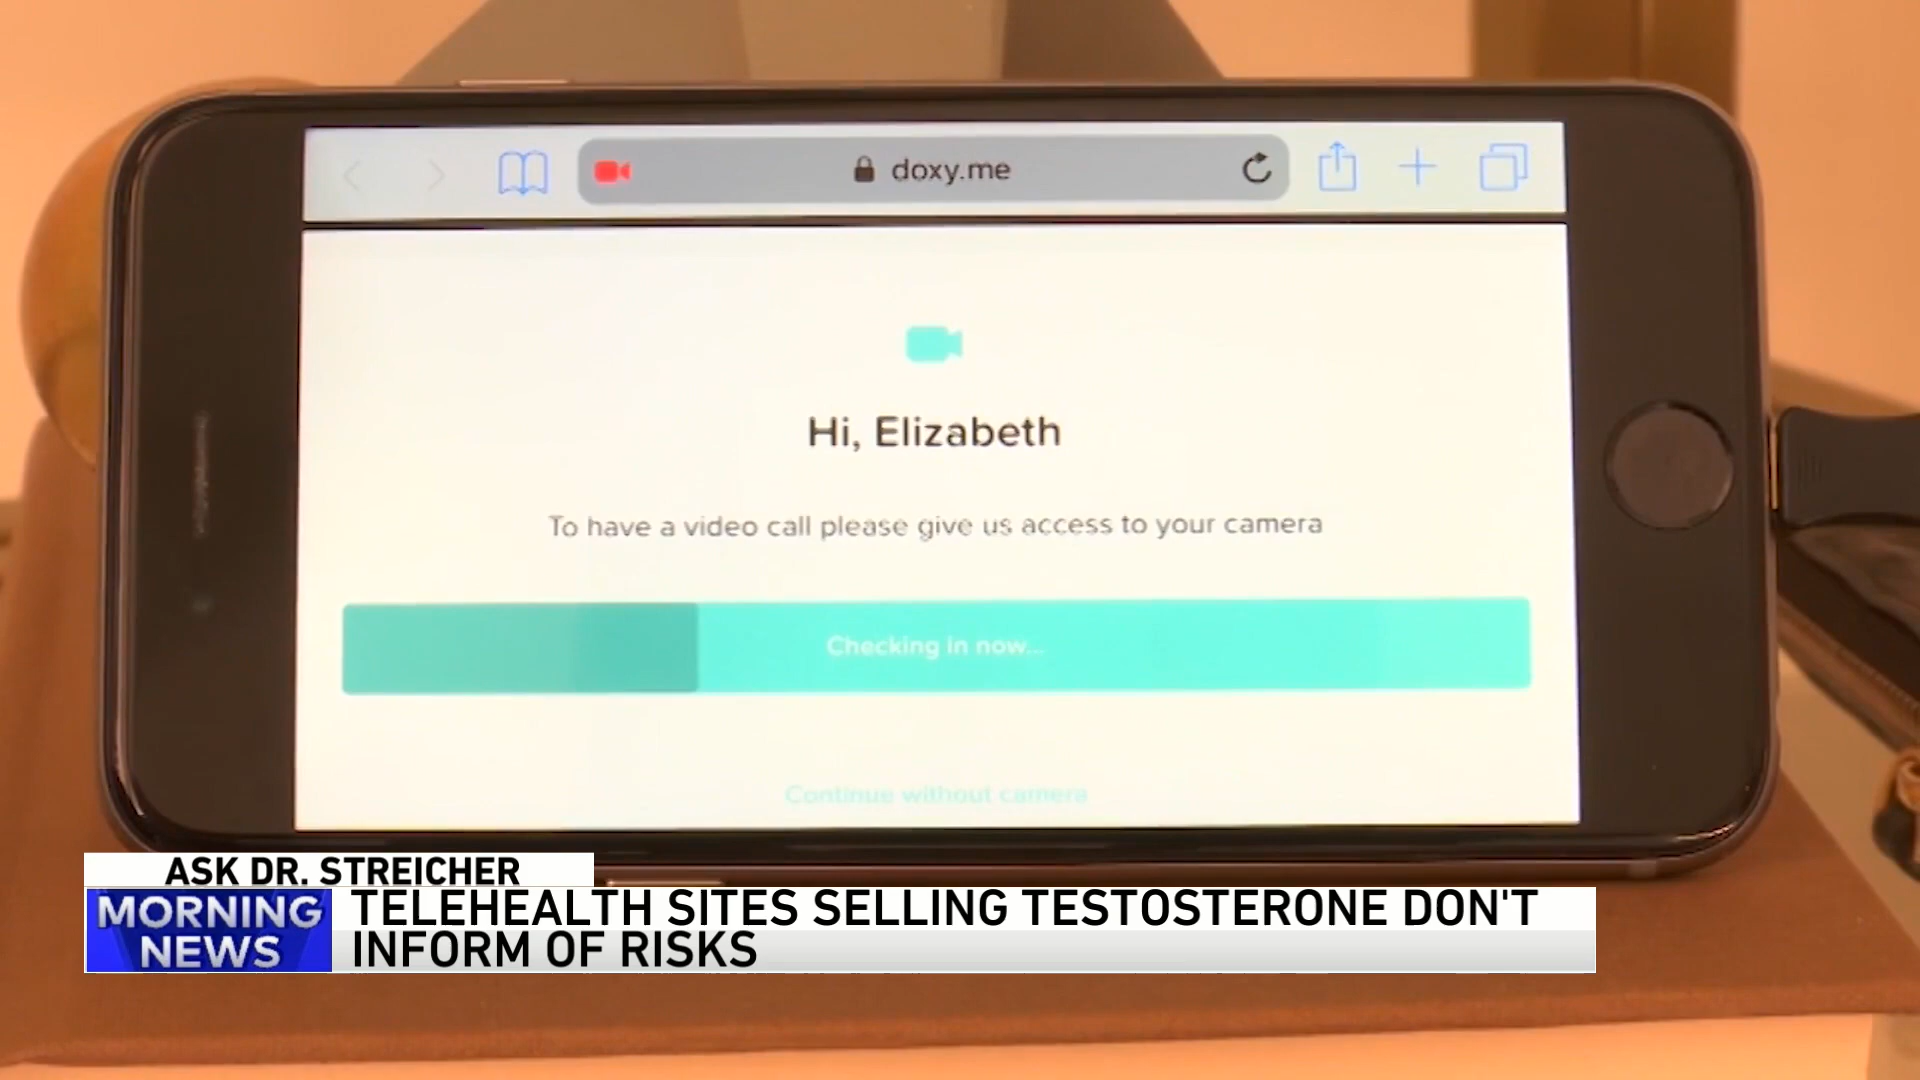 doxy.me
Hi, Elizabeth
To have a video call please give us access to your camera
Checking in now...
Continue without camera
ASK DR. STREICHER
MORNING
NEWS
TELEHEALTH SITES SELLING TESTOSTERONE DON'T
INFORM OF RISKS